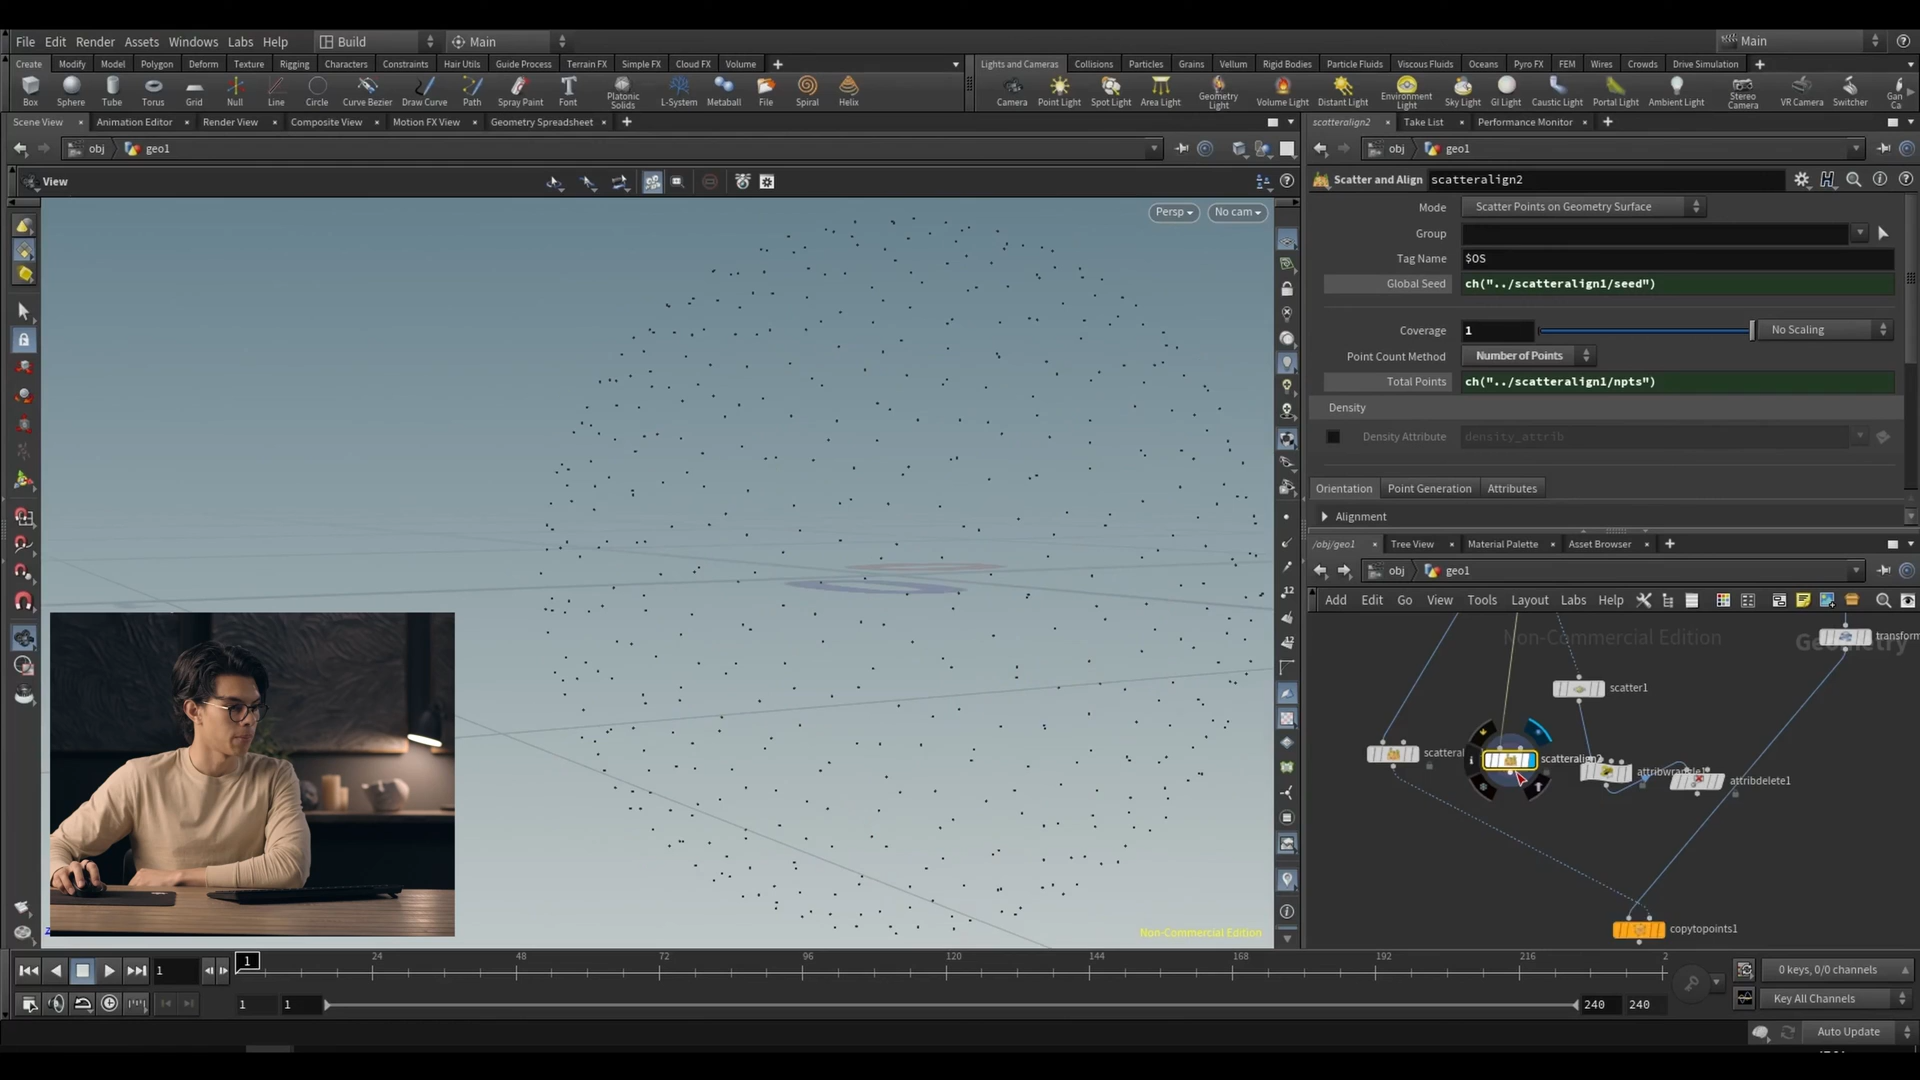 File Edit Render Assets Windows Labs Help Build Main Main
Create Modify Model Polygon Deform Texture Rigging Characters Constraints Hair Utils Guide Process Terrain FX Simple FX Cloud FX Volume
Lights and Cameras Collisions Particles Grains Vellum Rigid Bodies Particle Fluids Viscous Fluids Oceans Pyro FX FEM Wires Crowds Drive Simulation
Box Sphere Tube Torus Grid Null Line Circle Curve Bezier Draw Curve Path Spray Paint Font Platonic Solids L-System Metaball File Spiral Helix
Camera Point Light Spot Light Area Light Geometry Light Volume Light Distant Light Environment Light Sky Light GI Light Caustic Light Portal Light Ambient Light Stereo Camera VR Camera Switcher Gan Ca
Scene View Animation Editor Render View Composite View Motion FX View Geometry Spreadsheet
scatteralign2 Take List Performance Monitor
obj geo1
obj geo1
View
Scatter and Align scatteralign2
Persp No cam
Mode Scatter Points on Geometry Surface
Group
Tag Name $OS
Global Seed ch("../scatteralign1/seed")
Coverage 1 No Scaling
Point Count Method Number of Points
Total Points ch("../scatteralign1/npts")
Density
Density Attribute density_attrib
Orientation Point Generation Attributes
Alignment
/obj/geo1 Tree View Material Palette Asset Browser
obj geo1
Add Edit Go View Tools Layout Labs Help
Non-Commercial Edition
Geometry
transform
scatter1
scatteral
scatteralign2
attribwrangle1
attribdelete1
copytopoints1
Non-Commercial Edition
1 1 24 48 72 96 120 144 168 192 216 2
0 keys, 0/0 channels
1 1 240 240
Key All Channels
Auto Update